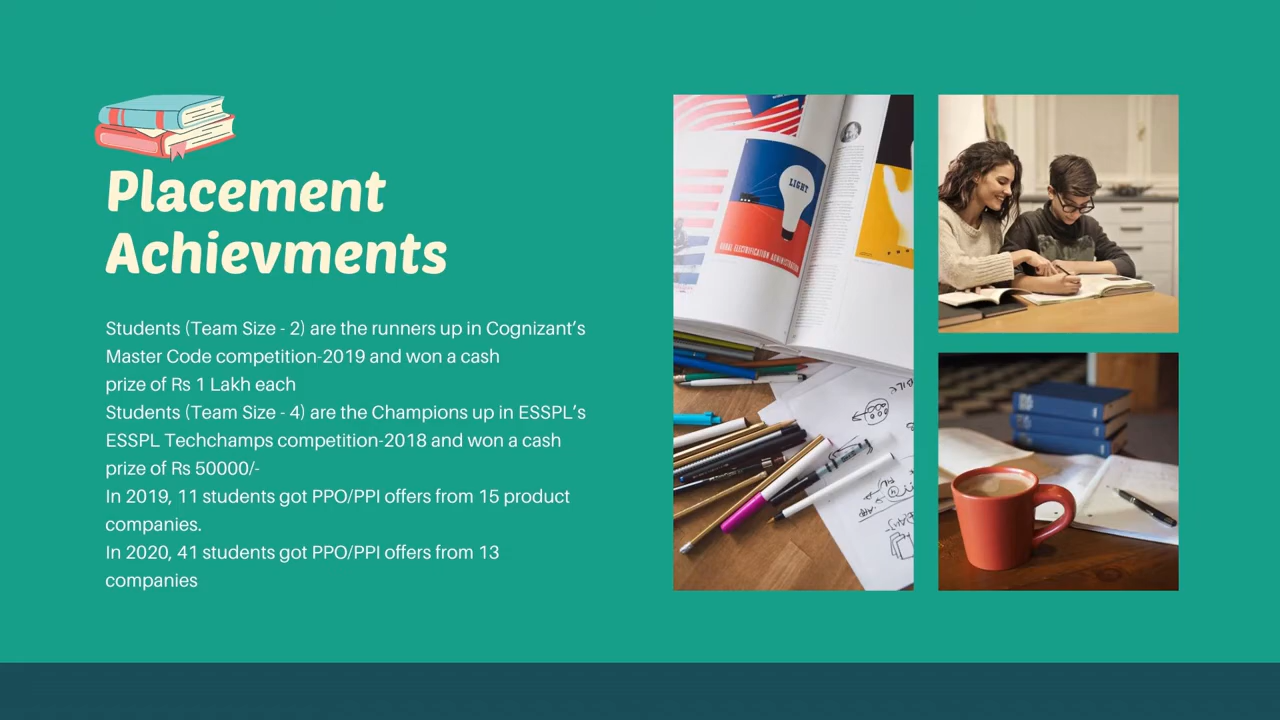 Placement
Achievments
Students (Team Size - 2) are the runners up in Cognizant’s
Master Code competition-2019 and won a cash
prize of Rs 1 Lakh each
Students (Team Size - 4) are the Champions up in ESSPL’s
ESSPL Techchamps competition-2018 and won a cash
prize of Rs 50000/-
In 2019, 11 students got PPO/PPI offers from 15 product
companies.
In 2020, 41 students got PPO/PPI offers from 13
companies
LIGHT
RURAL ELECTRIFICATION ADMINISTRATION